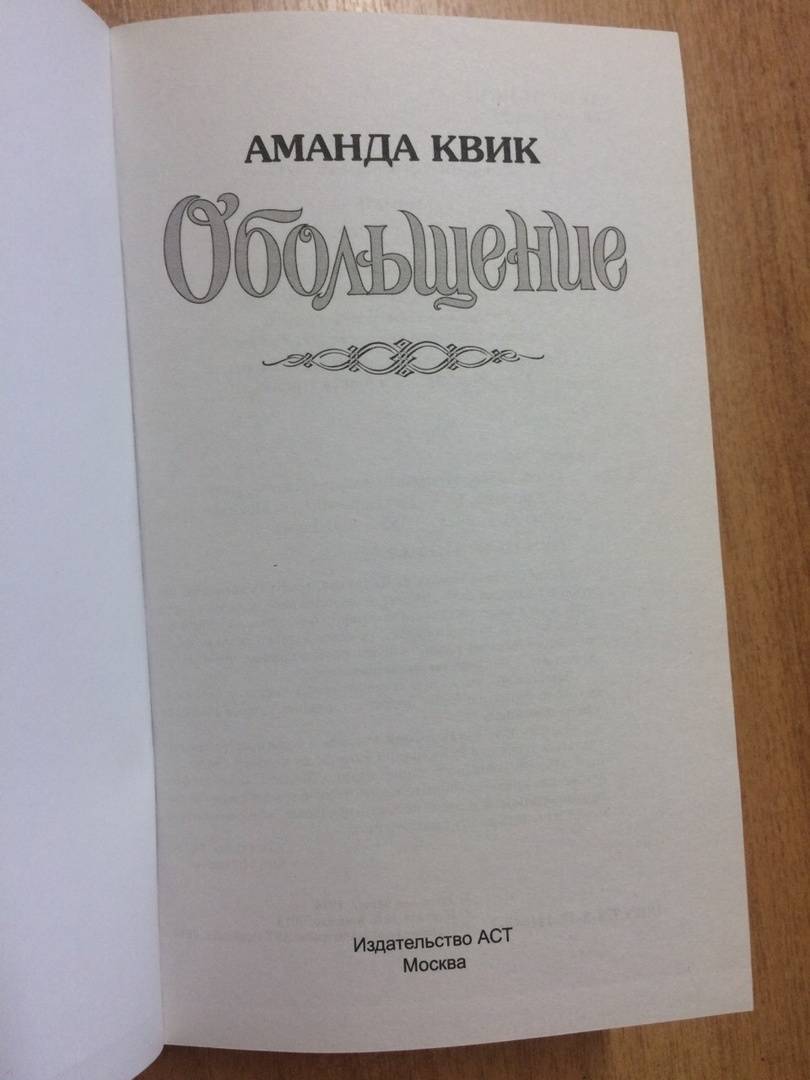 АМАНДА КВИК
Обольщение
Издательство АСТ
Москва